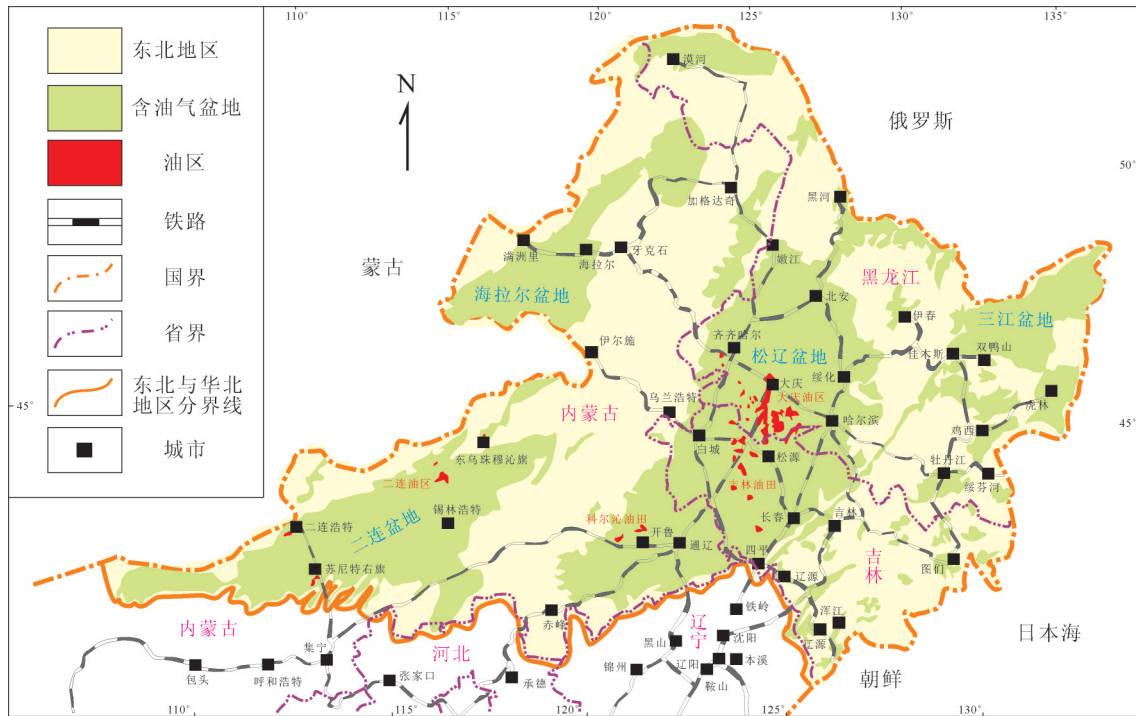 110°
115°
120°
125°
130°
135°
45°
50°
45°
45°
110°
115°
120°
125°
130°
东北地区
含油气盆地
油区
铁路
国界
省界
东北与华北
地区分界线
城市
N
俄罗斯
蒙古
日本海
朝鲜
漠河
加格达奇
黑河
满洲里
海拉尔
牙克石
嫩江
海拉尔盆地
黑龙江
北安
伊春
三江盆地
伊尔施
齐齐哈尔
松辽盆地
佳木斯
双鸭山
大庆
绥化
大庆油区
内蒙古
乌兰浩特
虎林
哈尔滨
鸡西
白城
东乌珠穆沁旗
松源
牡丹江
绥芬河
二连油区
吉林油田
锡林浩特
二连盆地
科尔沁油田
二连浩特
开鲁
通辽
长春
吉林
四平
吉林
图们
苏尼特右旗
辽源
赤峰
铁岭
浑江
内蒙古
辽宁
黑山
沈阳
辽源
集宁
河北
包头
呼和浩特
张家口
承德
锦州
辽阳
本溪
鞍山